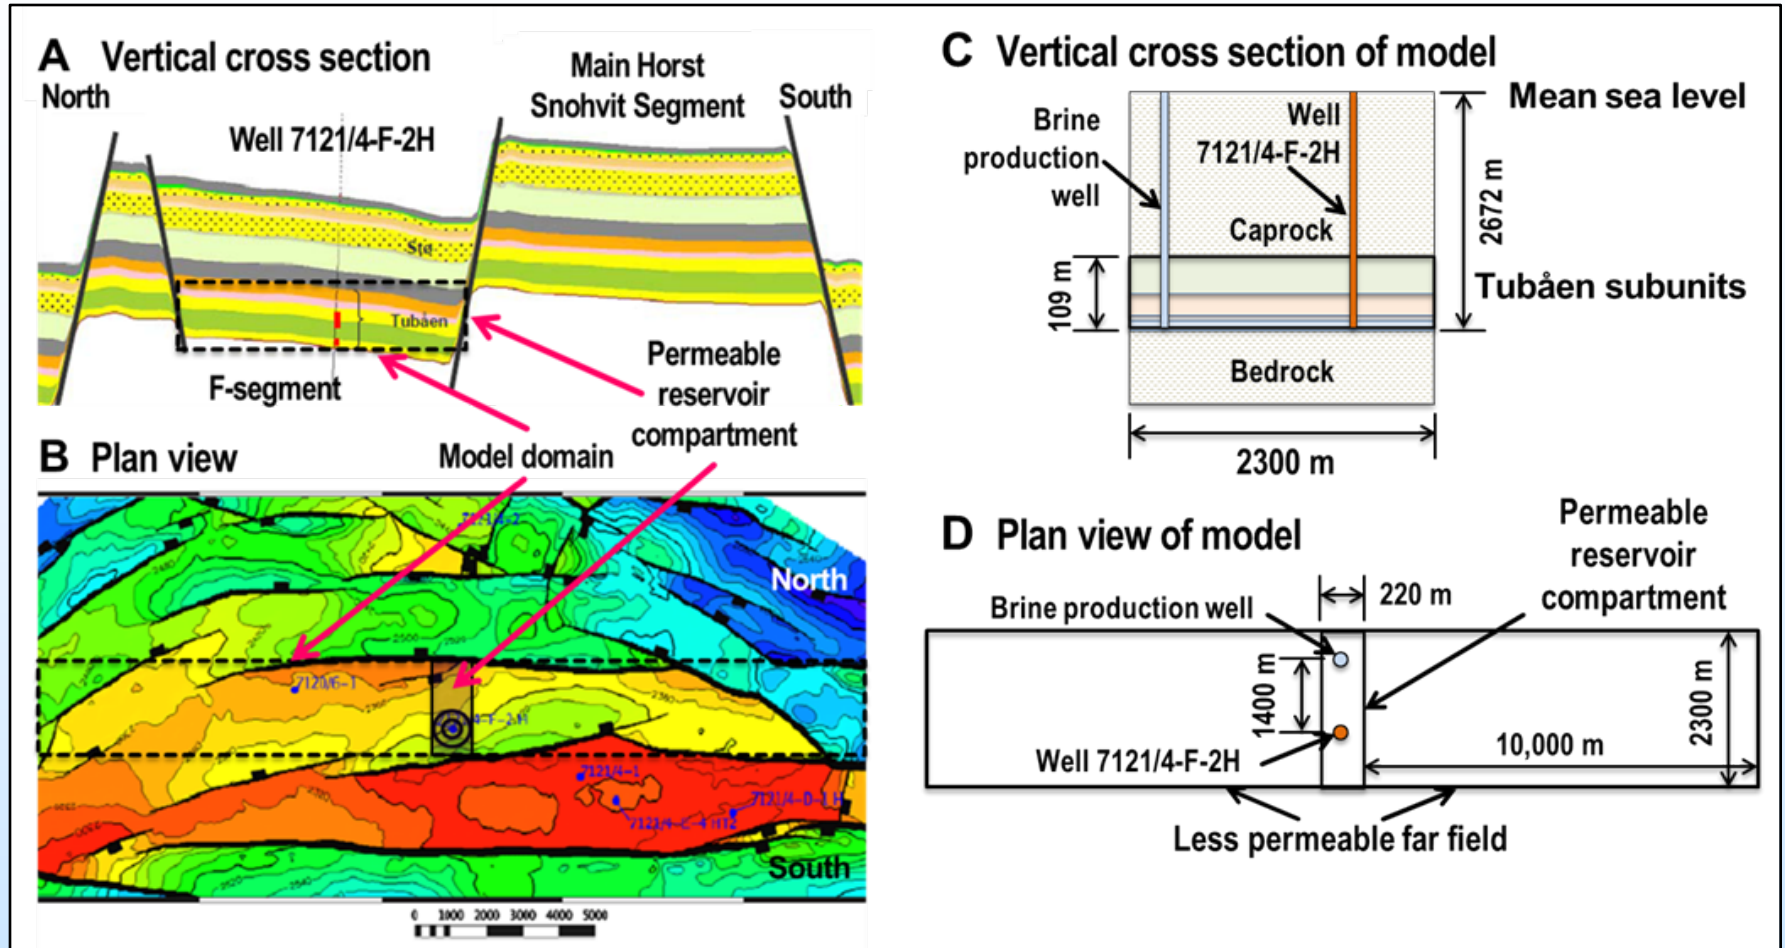 A Vertical cross section
North
Main Horst
Snohvit Segment
South
Well 7121/4-F-2H
Stø
Tubåen
F-segment
Permeable
reservoir
compartment
Model domain
B Plan view
North
7120/6-1
4-F-2H
7121/4-1
7121/4-D-1 H
South
0 1000 2000 3000 4000 5000
C Vertical cross section of model
Mean sea level
Brine
production
well
Well
7121/4-F-2H
Caprock
2672 m
109 m
Tubåen subunits
Bedrock
2300 m
D Plan view of model
Permeable
reservoir
compartment
Brine production well
220 m
1400 m
2300 m
Well 7121/4-F-2H
10,000 m
Less permeable far field